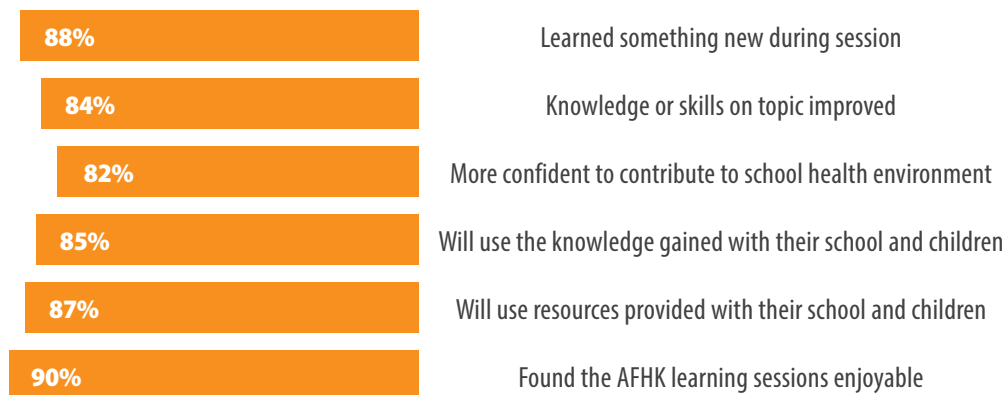 88% Learned something new during session
84% Knowledge or skills on topic improved
82% More confident to contribute to school health environment
85% Will use the knowledge gained with their school and children
87% Will use resources provided with their school and children
90% Found the AFHK learning sessions enjoyable